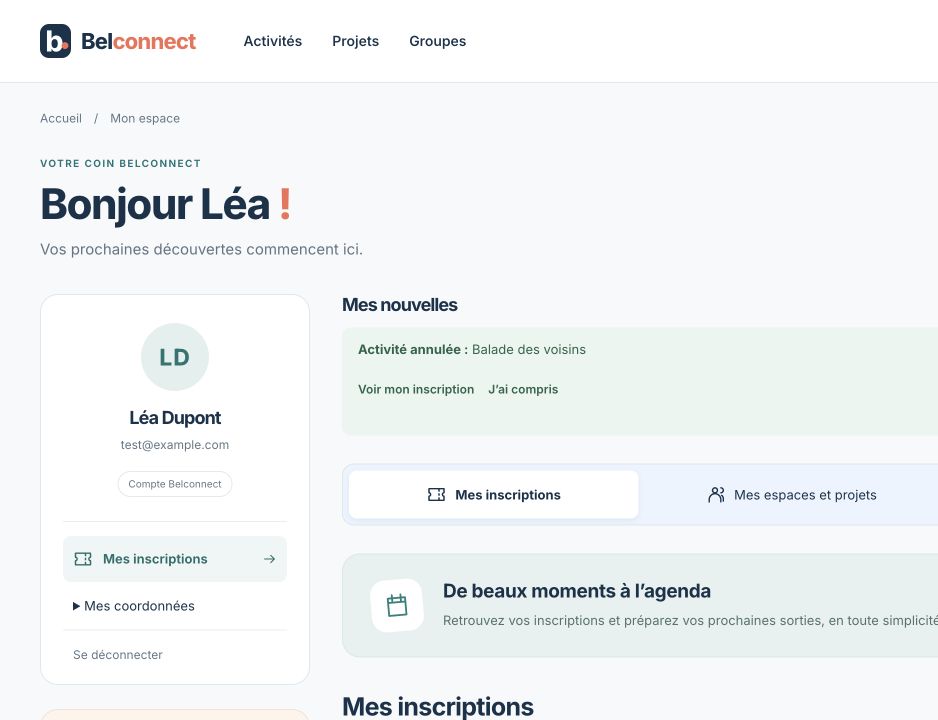 b.
Belconnect
Activités
Projets
Groupes
Accueil / Mon espace
VOTRE COIN BELCONNECT
Bonjour Léa !
Vos prochaines découvertes commencent ici.
LD
Léa Dupont
test@example.com
Compte Belconnect
Mes inscriptions
Mes coordonnées
Se déconnecter
Mes nouvelles
Activité annulée : Balade des voisins
Voir mon inscription
J’ai compris
Mes inscriptions
Mes espaces et projets
De beaux moments à l’agenda
Retrouvez vos inscriptions et préparez vos prochaines sorties, en toute simplicité
Mes inscriptions